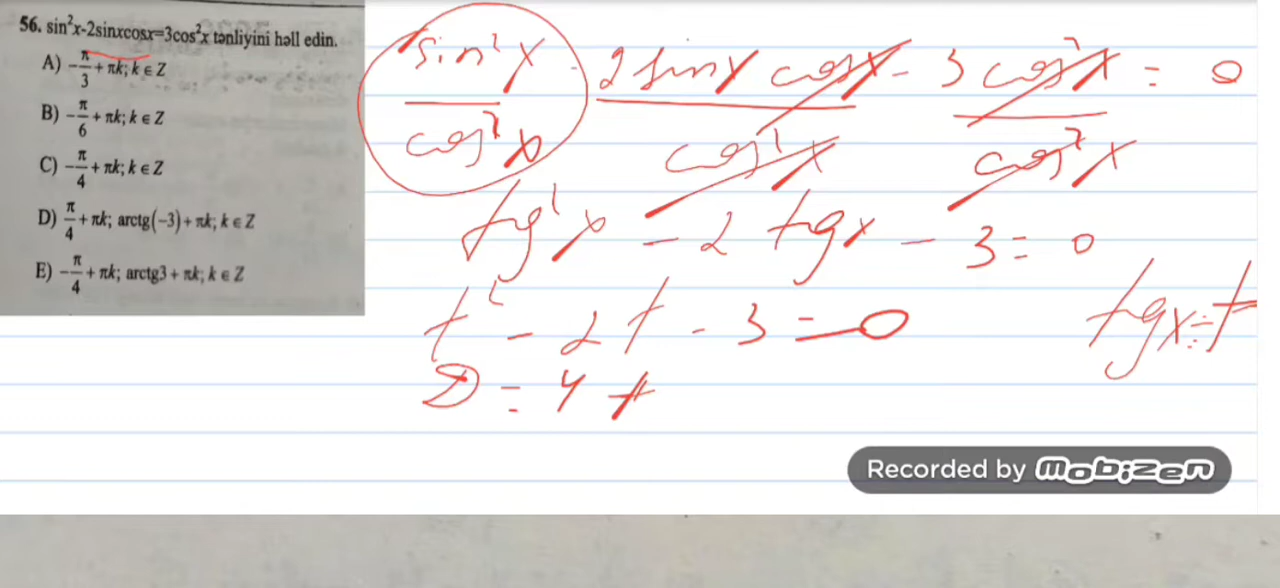 56. sin²x-2sinxcosx=3cos²x tənliyini həll edin.
A) -π/3 + πk; k ∈ Z
B) -π/6 + πk; k ∈ Z
C) -π/4 + πk; k ∈ Z
D) π/4 + πk; arctg(-3) + πk; k ∈ Z
E) -π/4 + πk; arctg3 + πk; k ∈ Z
sin²x/cos²x - 2sinx cosx/cos²x - 3cos²x/cos²x = 0
tg²x - 2tgx - 3 = 0
t² - 2t - 3 = 0
tgx = t
D = 4 +
Recorded by mobizen